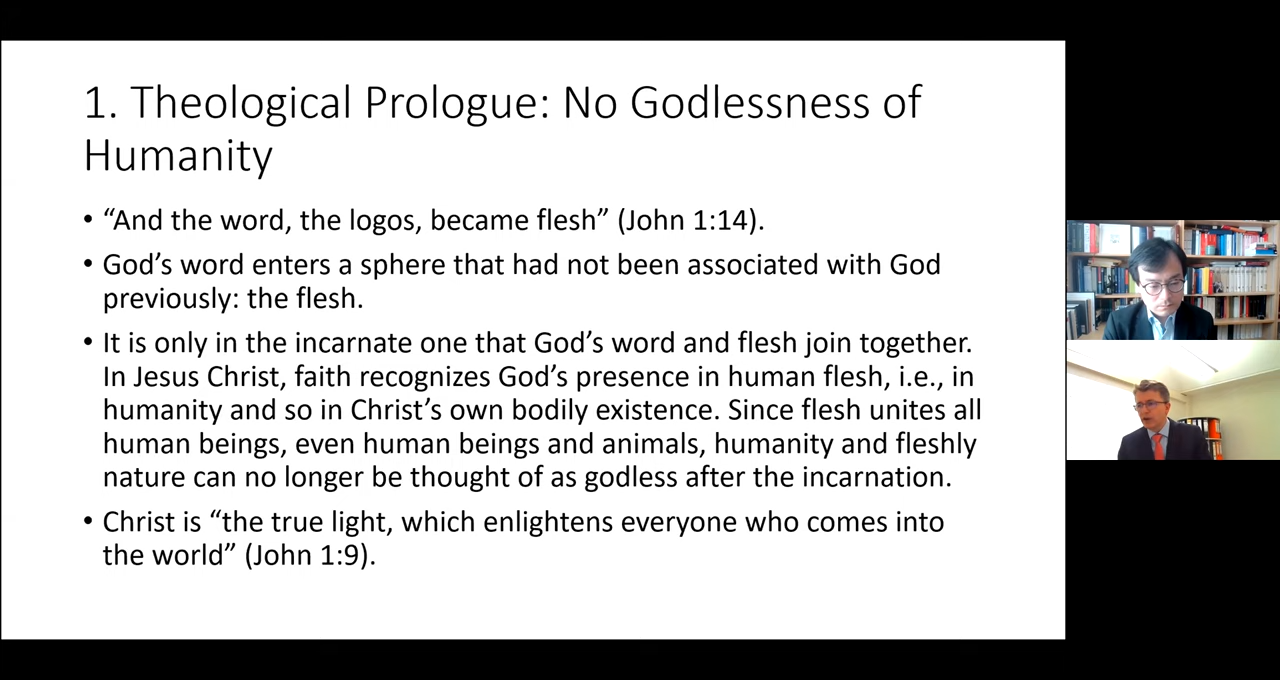 1. Theological Prologue: No Godlessness of
Humanity
• “And the word, the logos, became flesh” (John 1:14).
• God’s word enters a sphere that had not been associated with God
previously: the flesh.
• It is only in the incarnate one that God’s word and flesh join together.
In Jesus Christ, faith recognizes God’s presence in human flesh, i.e., in
humanity and so in Christ’s own bodily existence. Since flesh unites all
human beings, even human beings and animals, humanity and fleshly
nature can no longer be thought of as godless after the incarnation.
• Christ is “the true light, which enlightens everyone who comes into
the world” (John 1:9).